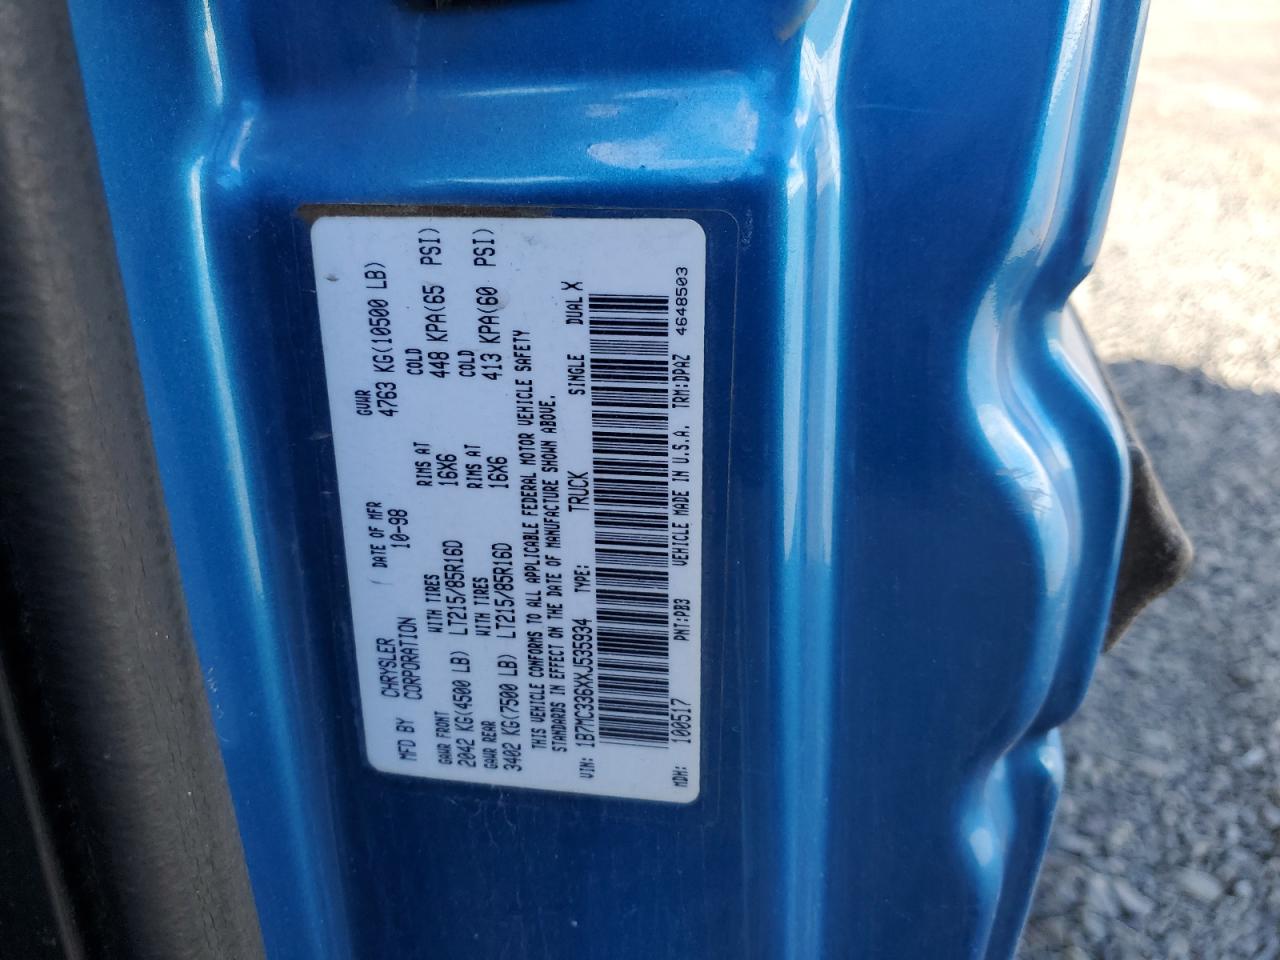 MFD BY CHRYSLER CORPORATION DATE OF MFR 10-98 GVWR 4763 KG(10500 LB)
GAWR FRONT WITH TIRES RIMS AT COLD
2042 KG(4500 LB) LT215/85R16D 16X6 448 KPA(65 PSI)
GAWR REAR WITH TIRES RIMS AT COLD
3402 KG(7500 LB) LT215/85R16D 16X6 413 KPA(60 PSI)
THIS VEHICLE CONFORMS TO ALL APPLICABLE FEDERAL MOTOR VEHICLE SAFETY
STANDARDS IN EFFECT ON THE DATE OF MANUFACTURE SHOWN ABOVE.
VIN: 1B7MC336XXJ535934 TYPE: TRUCK SINGLE DUAL X
MDH: 100517 PNT:PB3 VEHICLE MADE IN U.S.A. TRM:DPAZ 4648503